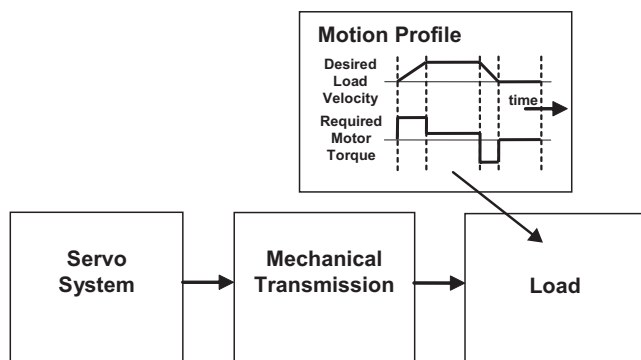 Motion Profile
Desired
Load
Velocity
time
Required
Motor
Torque
Servo
System
Mechanical
Transmission
Load